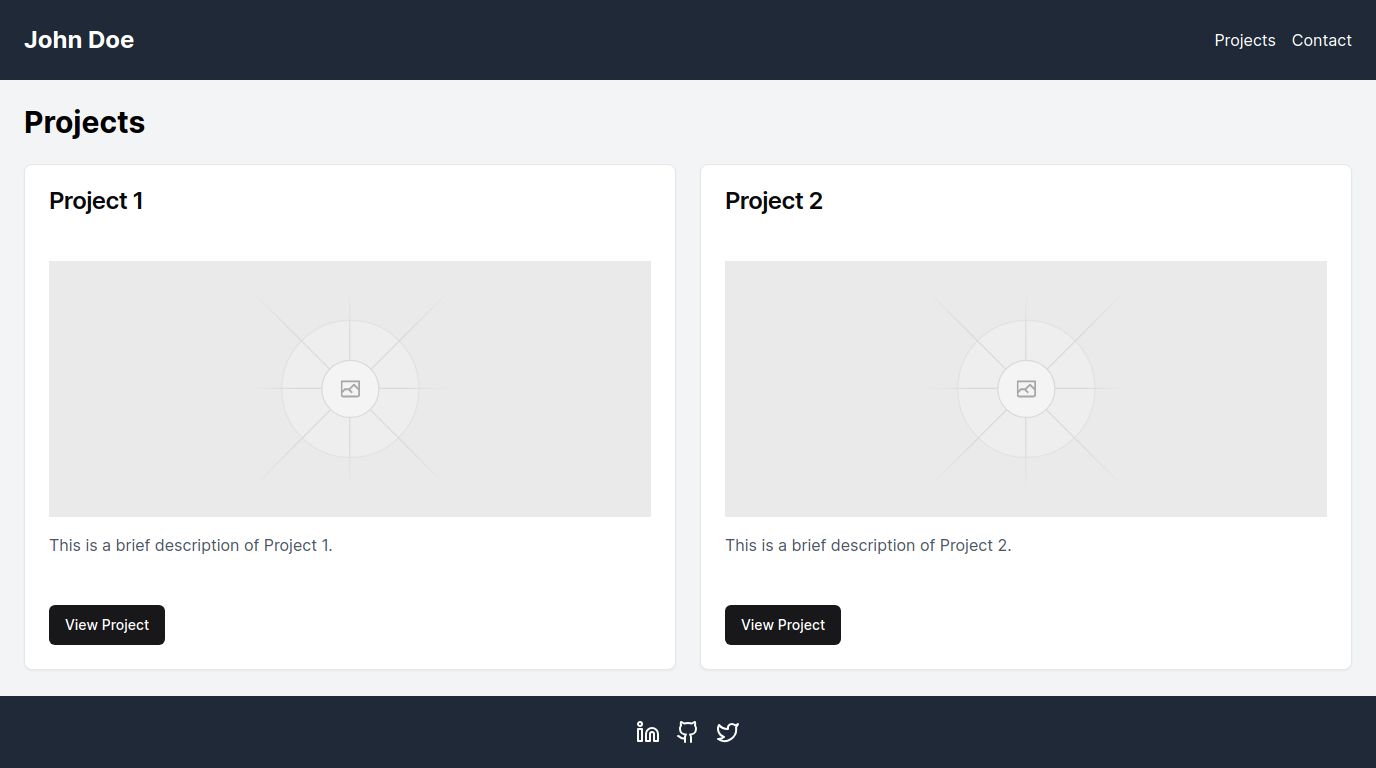 John Doe
Projects
Contact
Projects
Project 1
This is a brief description of Project 1.
View Project
Project 2
This is a brief description of Project 2.
View Project